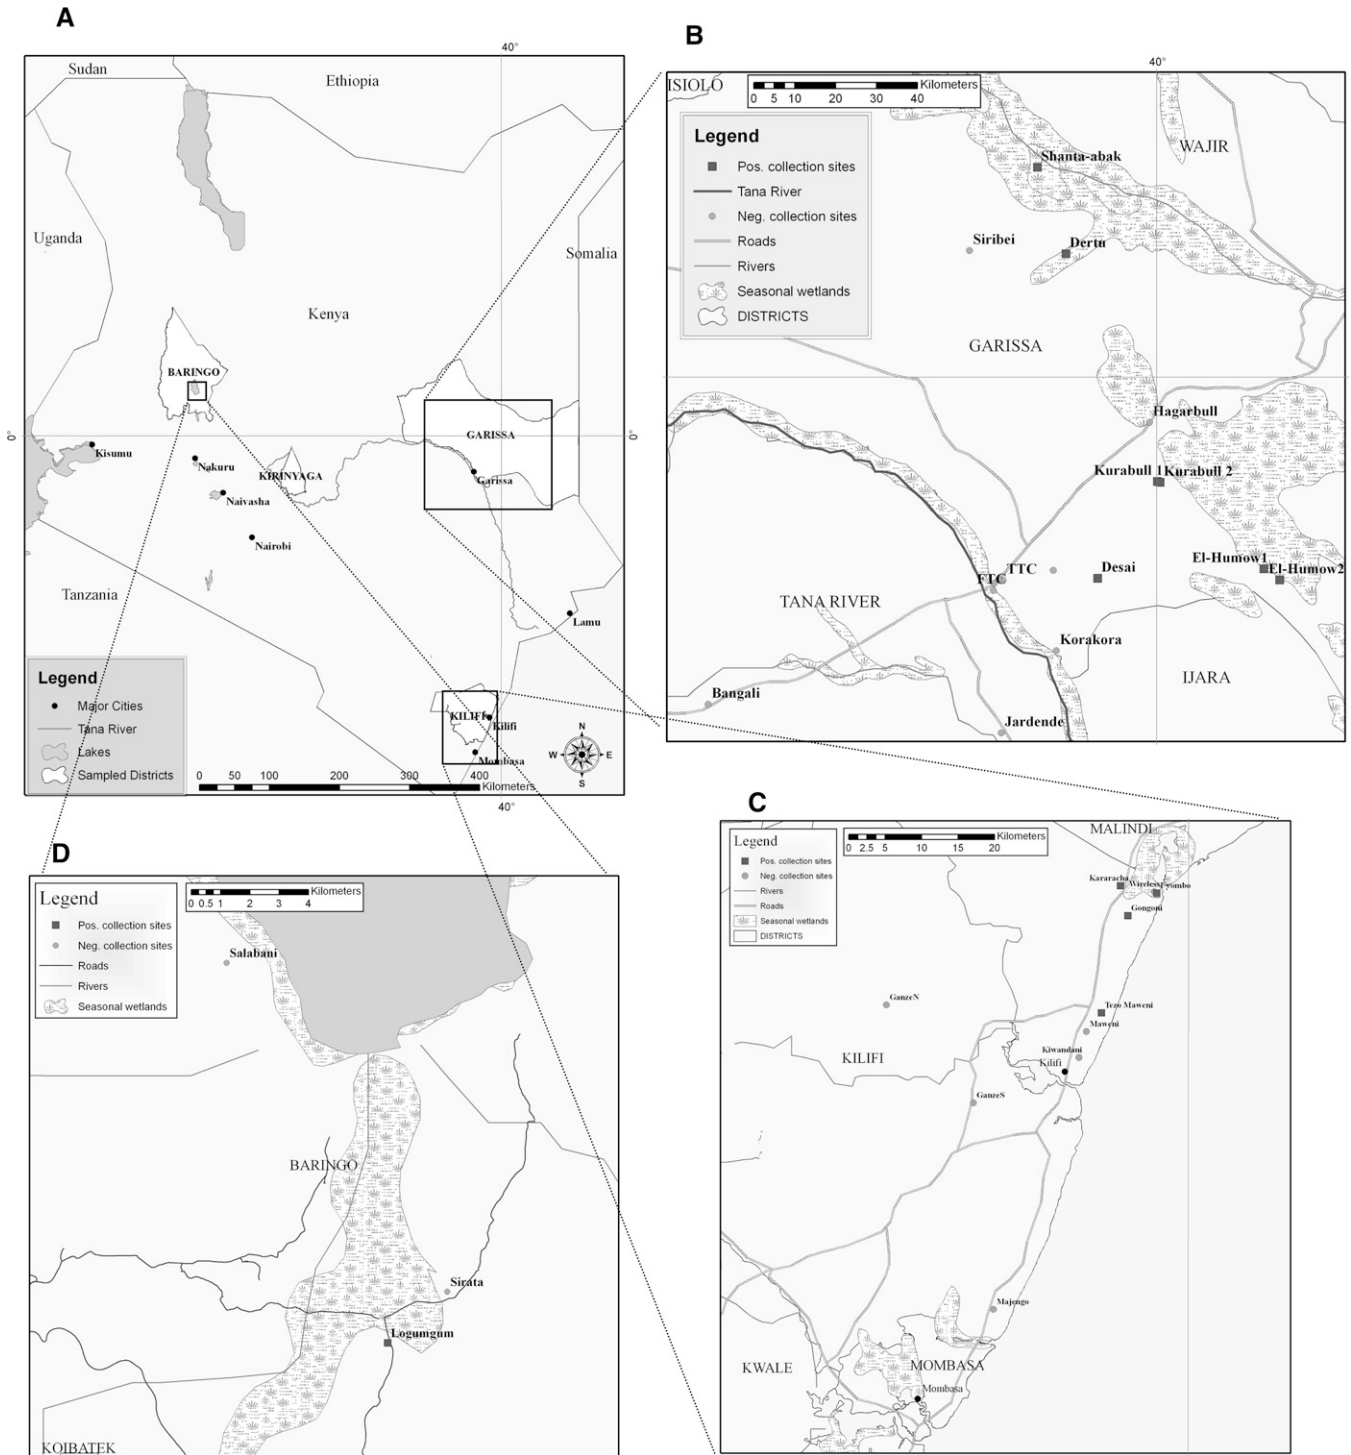 A
40°
Sudan
Ethiopia
Uganda
Somalia
Kenya
BARINGO
GARISSA
0°
0°
Kisumu
Nakuru
KIRINYAGA
Garissa
Naivasha
Nairobi
Tanzania
Lamu
Legend
Major Cities
Tana River
Lakes
Sampled Districts
KILIFI
Kilifi
Mombasa
N
W E
S
0 50 100 200 300 400
Kilometers
40°
B
40°
ISIOLO
Kilometers
0 5 10 20 30 40
Legend
Pos. collection sites
Tana River
Neg. collection sites
Roads
Rivers
Seasonal wetlands
DISTRICTS
Shanta-abak
WAJIR
Siribei
Dertu
GARISSA
Hagarbull
Kurabull 1 Kurabull 2
El-Humow1
El-Humow2
TTC
Desai
FTC
TANA RIVER
Korakora
IJARA
Bangali
Jardende
C
MALINDI
Legend
Pos. collection sites
Neg. collection sites
Rivers
Roads
Seasonal wetlands
DISTRICTS
Kilometers
0 2.5 5 10 15 20
Kararacha
Gongoni
GanzeN
Tezo Maweni
Maweni
KILIFI
Kiwandani
Kilifi
GanzeS
Majengo
KWALE
MOMBASA
Mombasa
D
Legend
Pos. collection sites
Neg. collection sites
Roads
Rivers
Seasonal wetlands
Kilometers
0 0.5 1 2 3 4
Salabani
BARINGO
Sirata
Logumgum
KOIBATEK